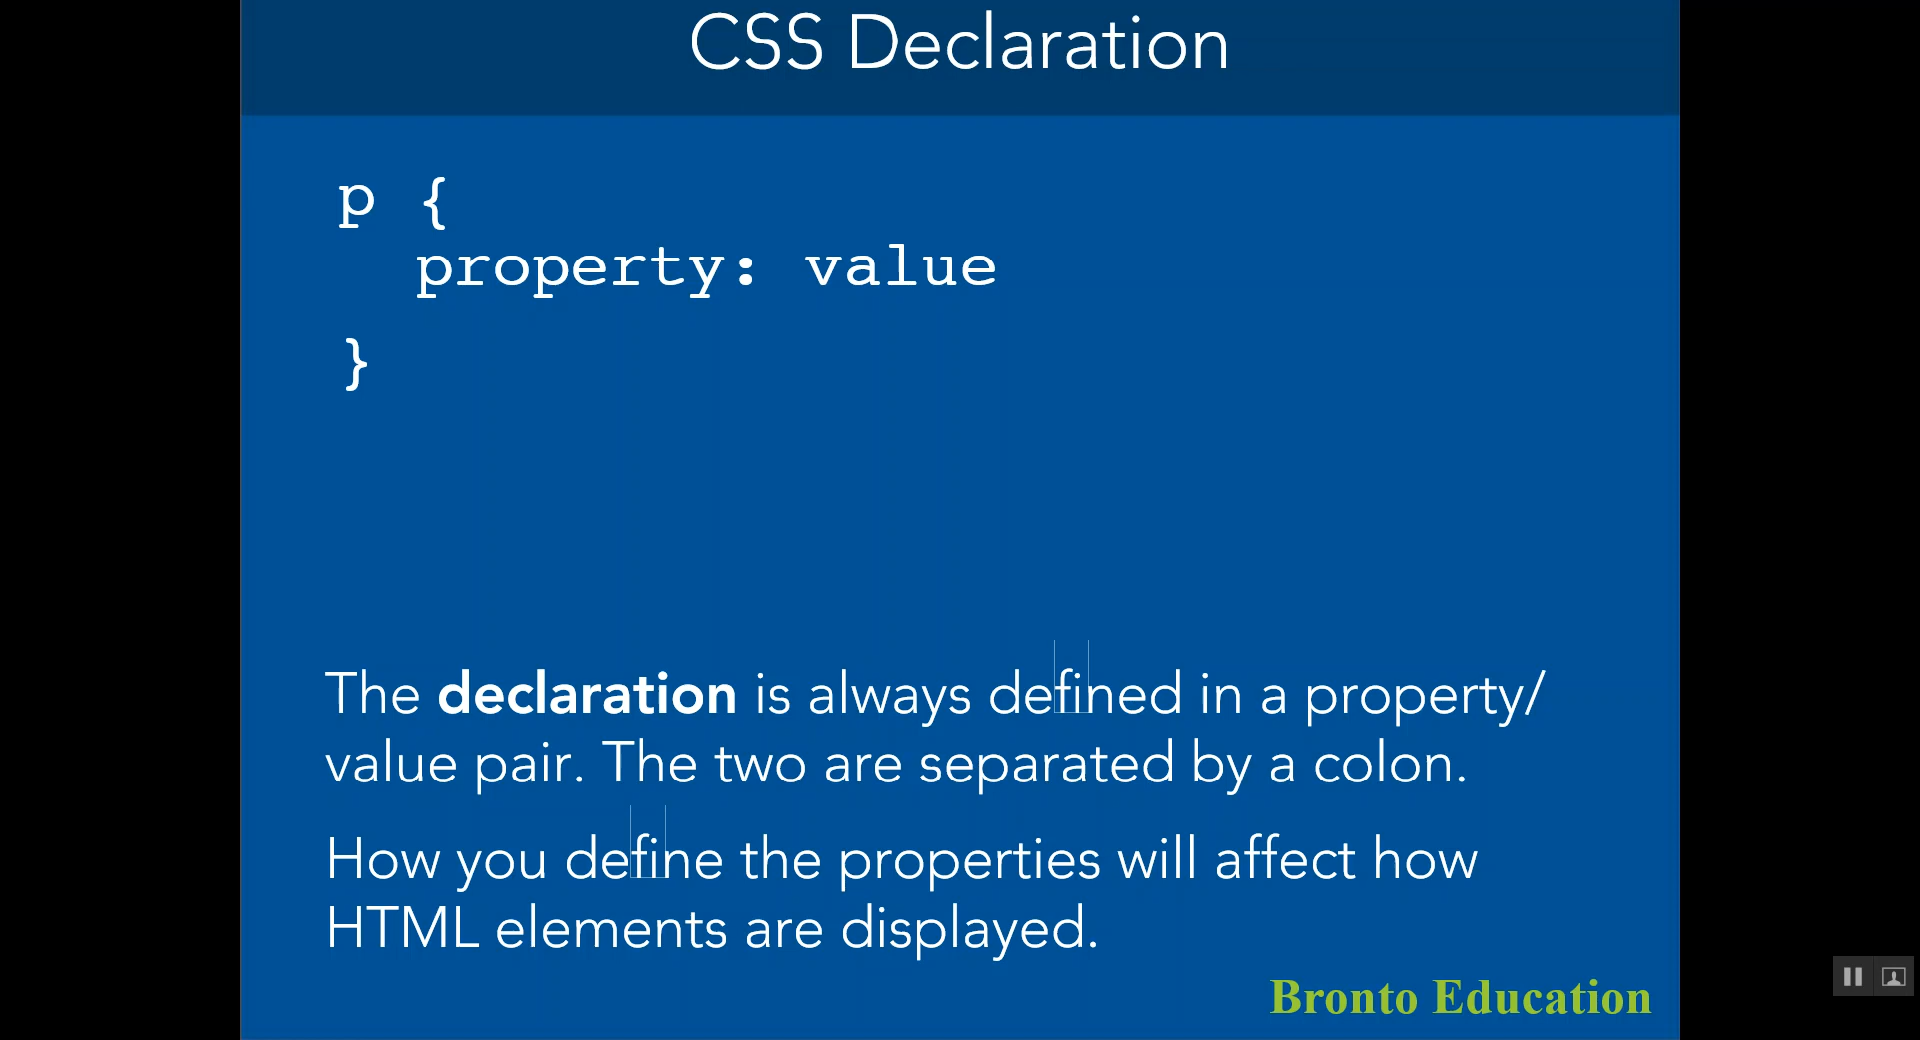 CSS Declaration
p {
property: value
}
The declaration is always defined in a property/
value pair. The two are separated by a colon.
How you define the properties will affect how
HTML elements are displayed.
Bronto Education